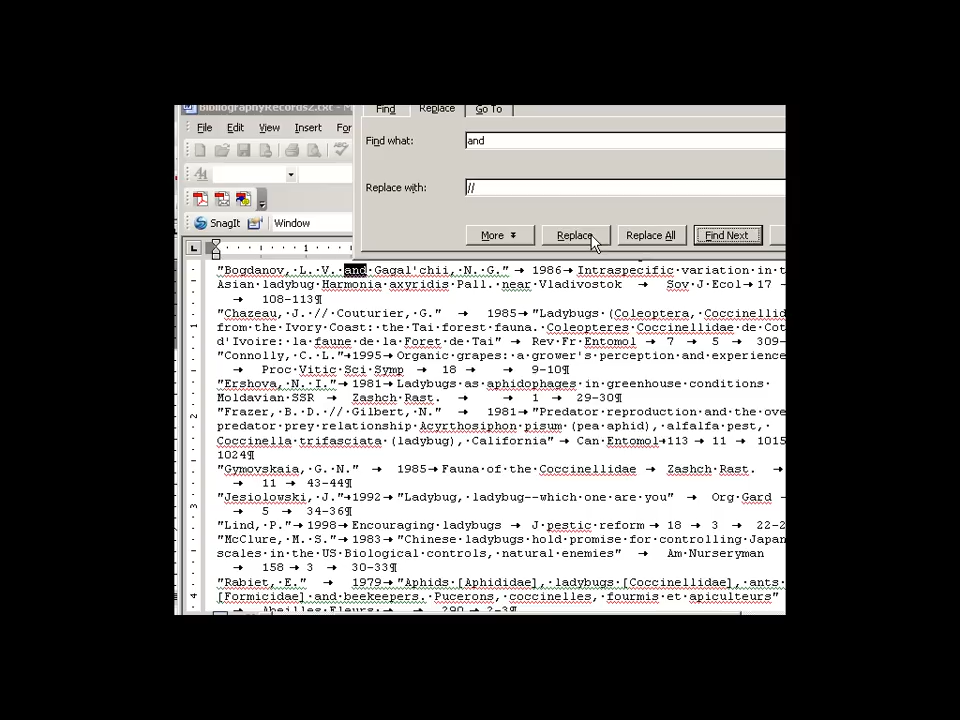 bibliographyRecords2.txt - M
Find Replace Go To
File Edit View Insert For
Find what: and
Replace with: //
SnagIt Window
More Replace Replace All Find Next
1
"Bogdanov, L. V. and Gagal'chii, N. G." → 1986→ Intraspecific variation in t
Asian ladybug Harmonia axyridis Pall. near Vladivostok → Sov J Ecol→17 →
→ 108-113¶
"Chazeau, J. // Couturier, G." → 1985→"Ladybugs (Coleoptera, Coccinellid
from the Ivory Coast: the Tai forest fauna. Coleopteres Coccinellidae de Cot
d'Ivoire: la faune de la Foret de Tai" → Rev Fr Entomol → 7 → 5 → 309-
"Connolly, C. L."→1995→Organic grapes: a grower's perception and experience
→ Proc Vitic Sci Symp → 18 → → 9-10¶
"Ershova, N. I."→ 1981→Ladybugs as aphidophages in greenhouse conditions
Moldavian SSR → Zashch Rast. → → 1 → 29-30¶
"Frazer, B. D. // Gilbert, N." → 1981→"Predator reproduction and the ove
predator prey relationship Acyrthosiphon pisum (pea aphid), alfalfa pest,
Coccinella trifasciata (ladybug), California" → Can Entomol→113 → 11 → 1015
1024¶
"Gymovskaia, G. N." → 1985→ Fauna of the Coccinellidae → Zashch Rast. →
→ 11 → 43-44¶
"Jesiolowski, J."→1992→"Ladybug, ladybug--which one are you" → Org Gard →
→ 5 → 34-36¶
"Lind, P."→1998→Encouraging ladybugs → J pestic reform → 18 → 3 → 22-2
"McClure, M. S."→1983→"Chinese ladybugs hold promise for controlling Japan
scales in the US Biological controls, natural enemies" → Am Nurseryman
→ 158 → 3 → 30-33¶
"Rabiet, E." → 1979→"Aphids [Aphididae], ladybugs [Coccinellidae], ants
[Formicidae] and beekeepers. Pucerons, coccinelles, fourmis et apiculteurs"
→ Abeilles Fleurs → → 290 → 2-3¶